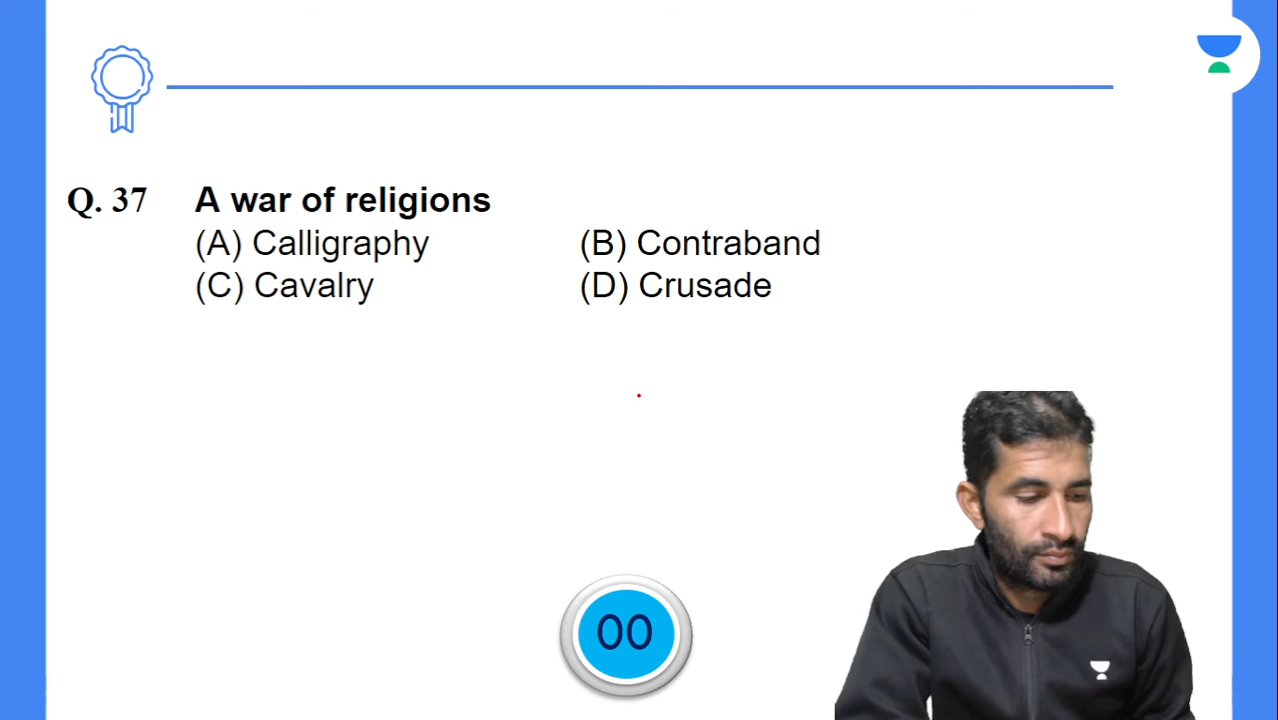 Q. 37 A war of religions
(A) Calligraphy (B) Contraband
(C) Cavalry (D) Crusade
00